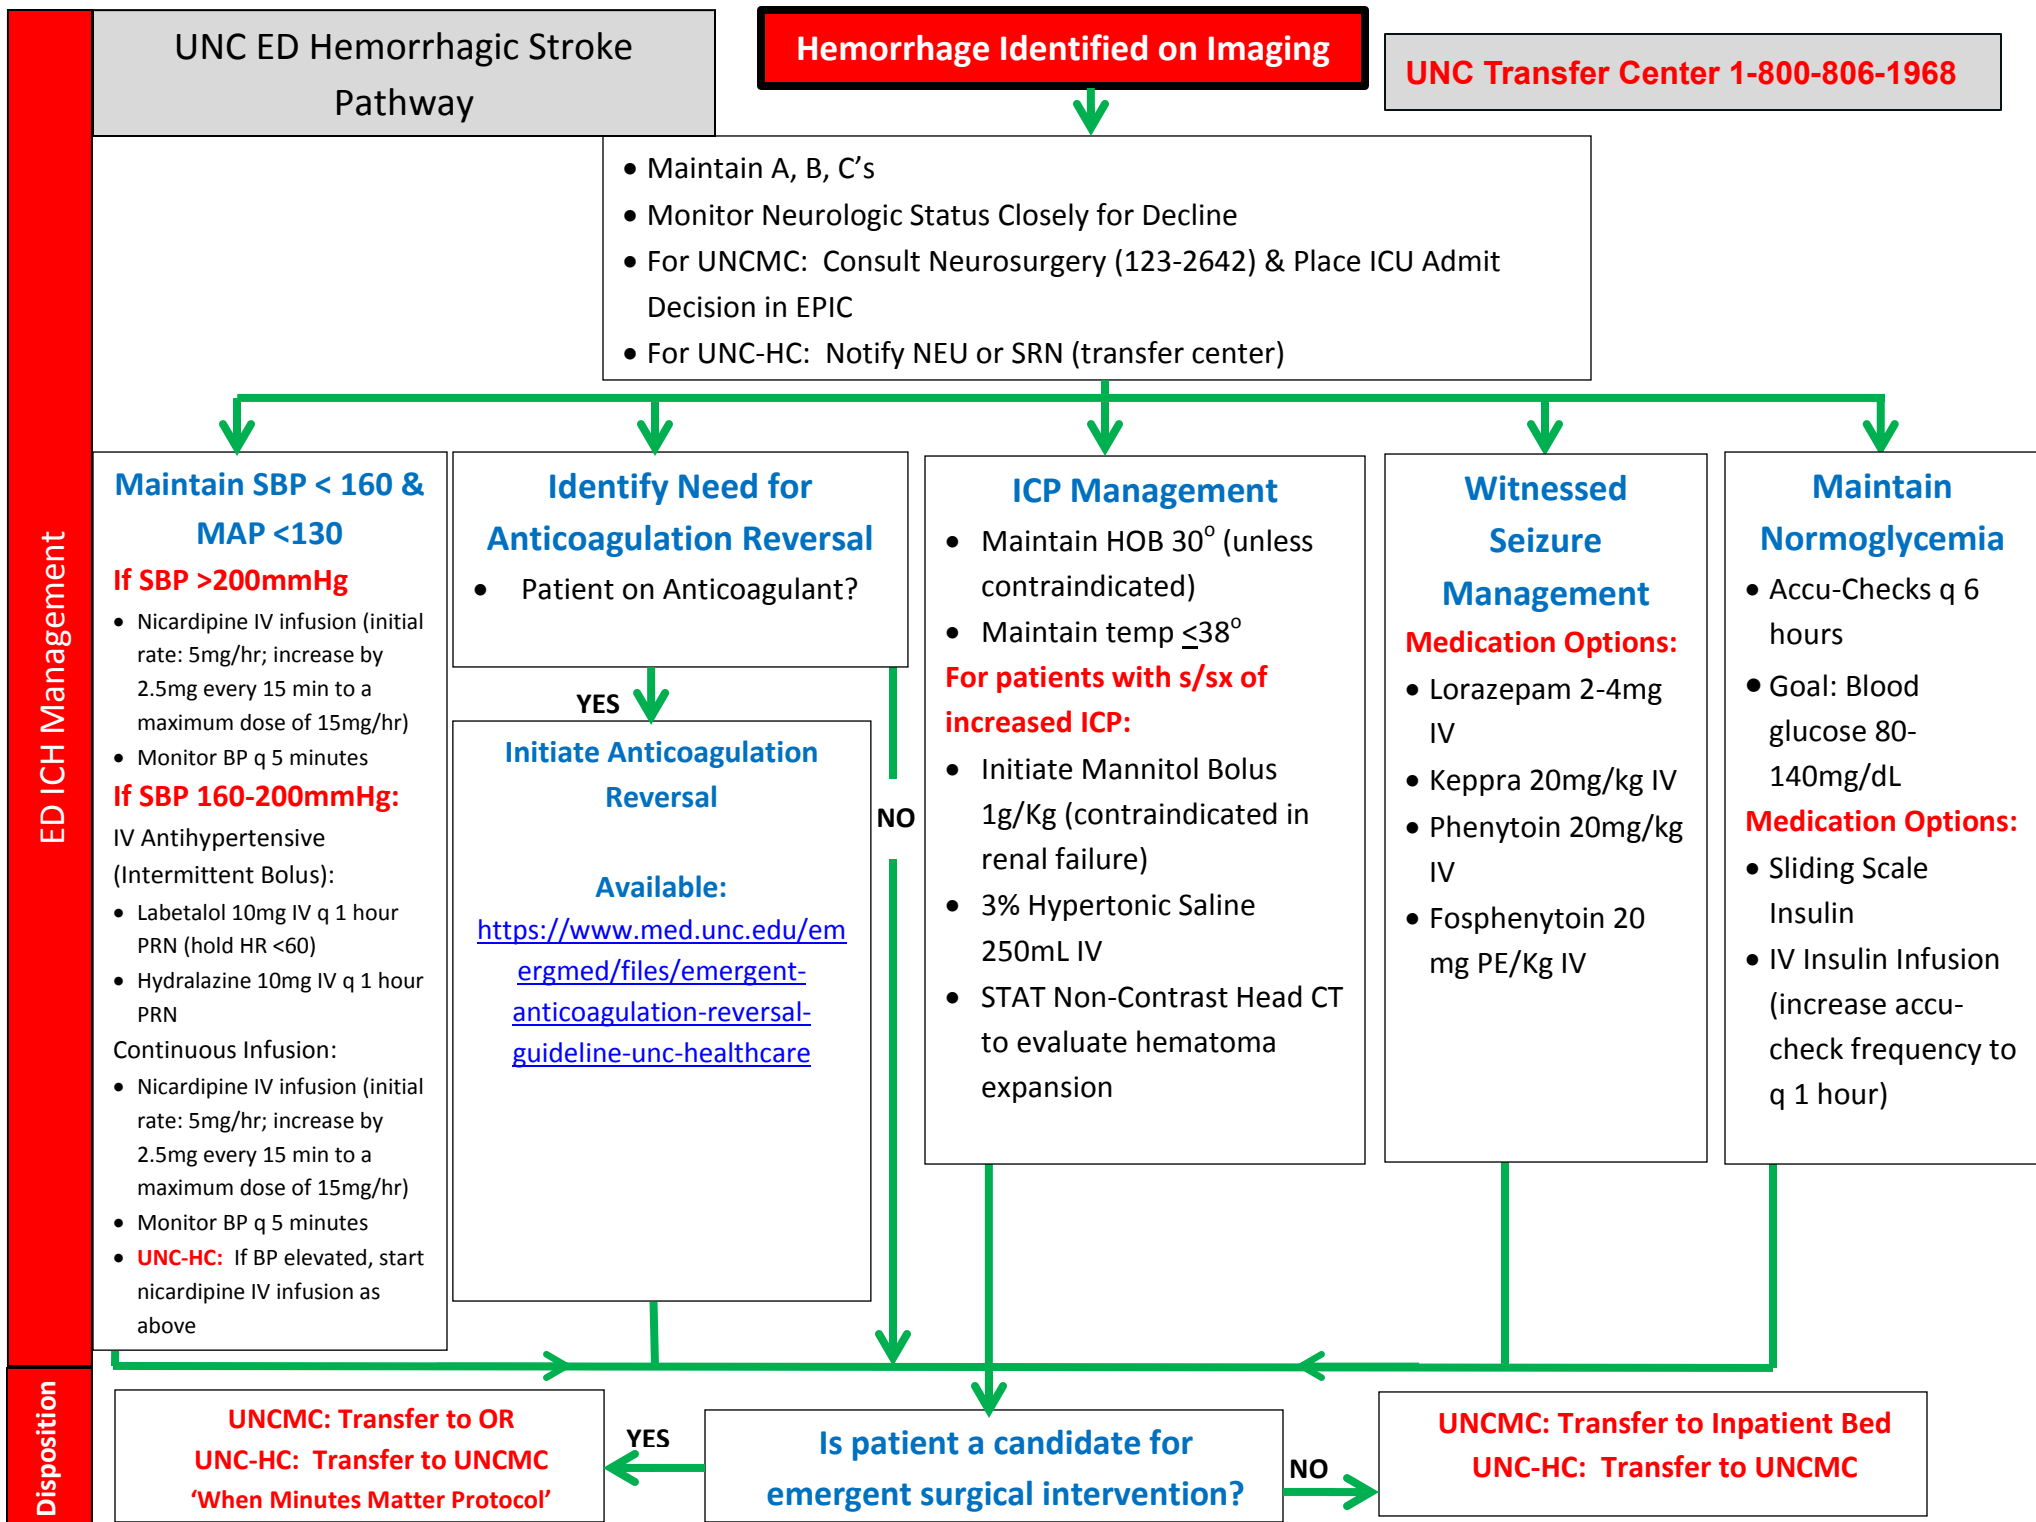 UNC ED Hemorrhagic Stroke
Pathway
Hemorrhage Identified on Imaging
UNC Transfer Center 1-800-806-1968
• Maintain A, B, C’s
• Monitor Neurologic Status Closely for Decline
• For UNCMC:  Consult Neurosurgery (123-2642) & Place ICU Admit
Decision in EPIC
• For UNC-HC:  Notify NEU or SRN (transfer center)
ED ICH Management
Maintain SBP < 160 &
MAP <130
If SBP >200mmHg
• Nicardipine IV infusion (initial
rate: 5mg/hr; increase by
2.5mg every 15 min to a
maximum dose of 15mg/hr)
• Monitor BP q 5 minutes
If SBP 160-200mmHg:
IV Antihypertensive
(Intermittent Bolus):
• Labetalol 10mg IV q 1 hour
PRN (hold HR <60)
• Hydralazine 10mg IV q 1 hour
PRN
Continuous Infusion:
• Nicardipine IV infusion (initial
rate: 5mg/hr; increase by
2.5mg every 15 min to a
maximum dose of 15mg/hr)
• Monitor BP q 5 minutes
• UNC-HC:  If BP elevated, start
nicardipine IV infusion as
above
Identify Need for
Anticoagulation Reversal
• Patient on Anticoagulant?
YES
NO
Initiate Anticoagulation
Reversal
Available:
https://www.med.unc.edu/em
ergmed/files/emergent-
anticoagulation-reversal-
guideline-unc-healthcare
ICP Management
• Maintain HOB 30° (unless
contraindicated)
• Maintain temp ≤38°
For patients with s/sx of
increased ICP:
• Initiate Mannitol Bolus
1g/Kg (contraindicated in
renal failure)
• 3% Hypertonic Saline
250mL IV
• STAT Non-Contrast Head CT
to evaluate hematoma
expansion
Witnessed
Seizure
Management
Medication Options:
• Lorazepam 2-4mg
IV
• Keppra 20mg/kg IV
• Phenytoin 20mg/kg
IV
• Fosphenytoin 20
mg PE/Kg IV
Maintain
Normoglycemia
• Accu-Checks q 6
hours
• Goal: Blood
glucose 80-
140mg/dL
Medication Options:
• Sliding Scale
Insulin
• IV Insulin Infusion
(increase accu-
check frequency to
q 1 hour)
Disposition
UNCMC: Transfer to OR
UNC-HC:  Transfer to UNCMC
‘When Minutes Matter Protocol’
YES
Is patient a candidate for
emergent surgical intervention?
NO
UNCMC: Transfer to Inpatient Bed
UNC-HC:  Transfer to UNCMC